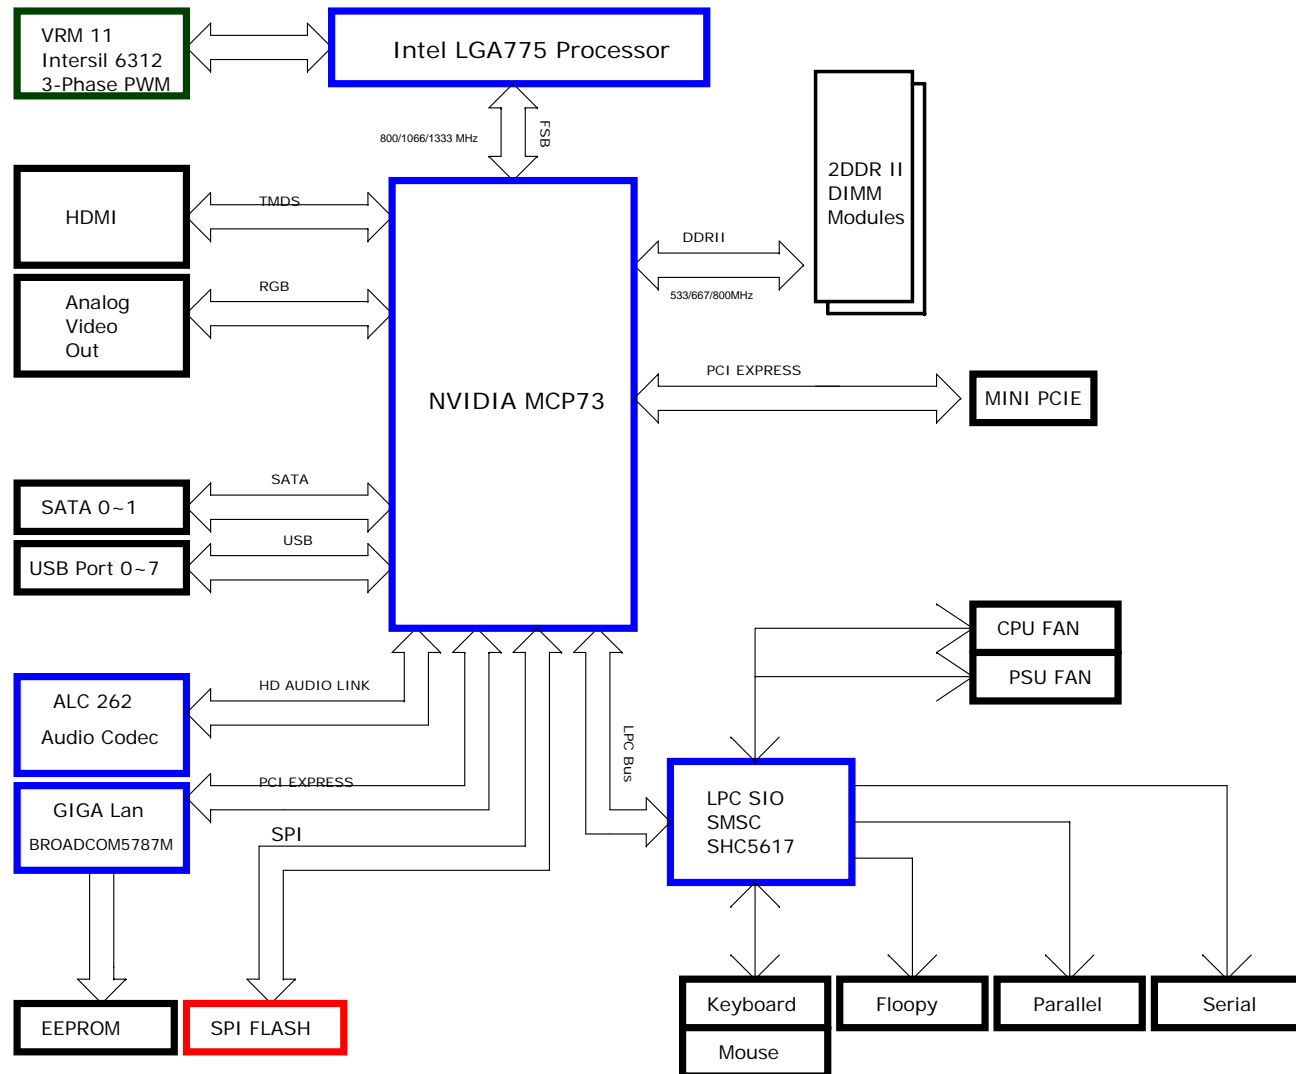 VRM 11
Intersil 6312
3-Phase PWM
Intel LGA775 Processor
800/1066/1333 MHz
FSB
2DDR II
DIMM
Modules
HDMI
TMDS
DDRII
533/667/800MHz
Analog
Video
Out
RGB
NVIDIA MCP73
PCI EXPRESS
MINI PCIE
SATA 0~1
SATA
USB Port 0~7
USB
CPU FAN
PSU FAN
ALC 262
Audio Codec
HD AUDIO LINK
LPC Bus
GIGA Lan
BROADCOM5787M
PCI EXPRESS
SPI
LPC SIO
SMSC
SHC5617
EEPROM
SPI FLASH
Keyboard
Mouse
Floopy
Parallel
Serial